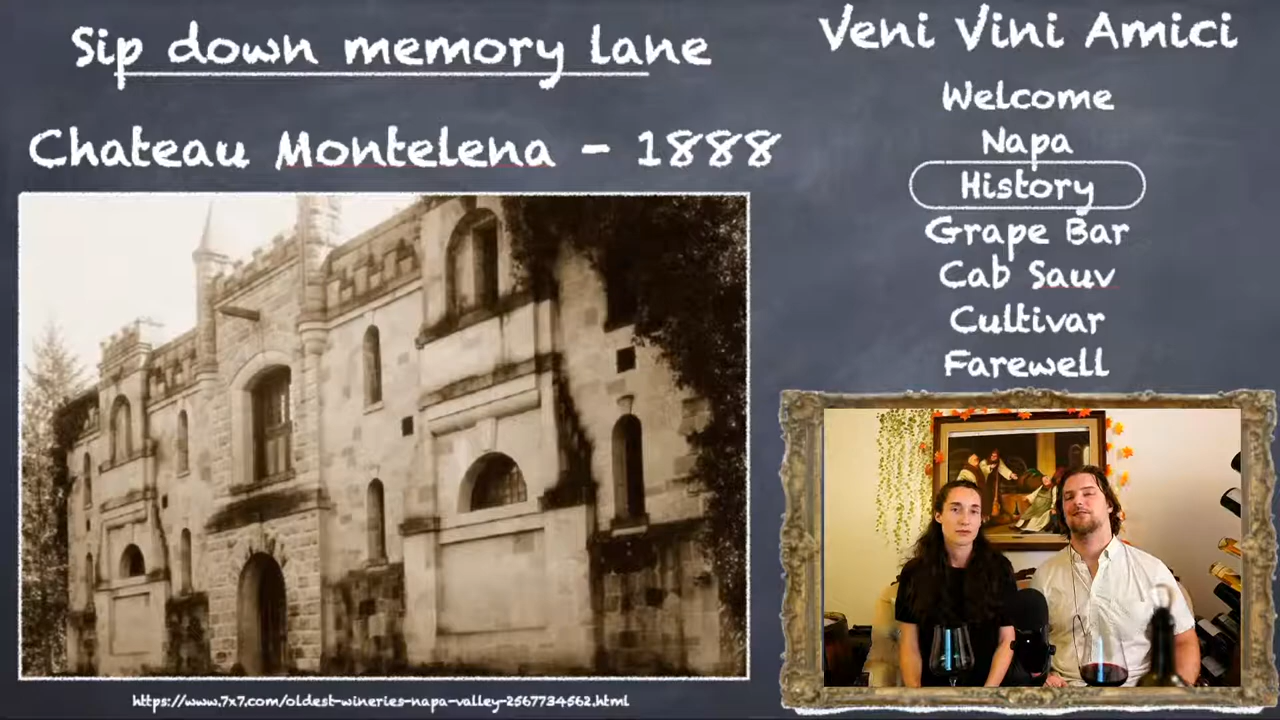 Sip down memory lane
Chateau Montelena - 1888
https://www.7x7.com/oldest-wineries-napa-valley-2567734562.html
Veni Vini Amici
Welcome
Napa
History
Grape Bar
Cab Sauv
Cultivar
Farewell